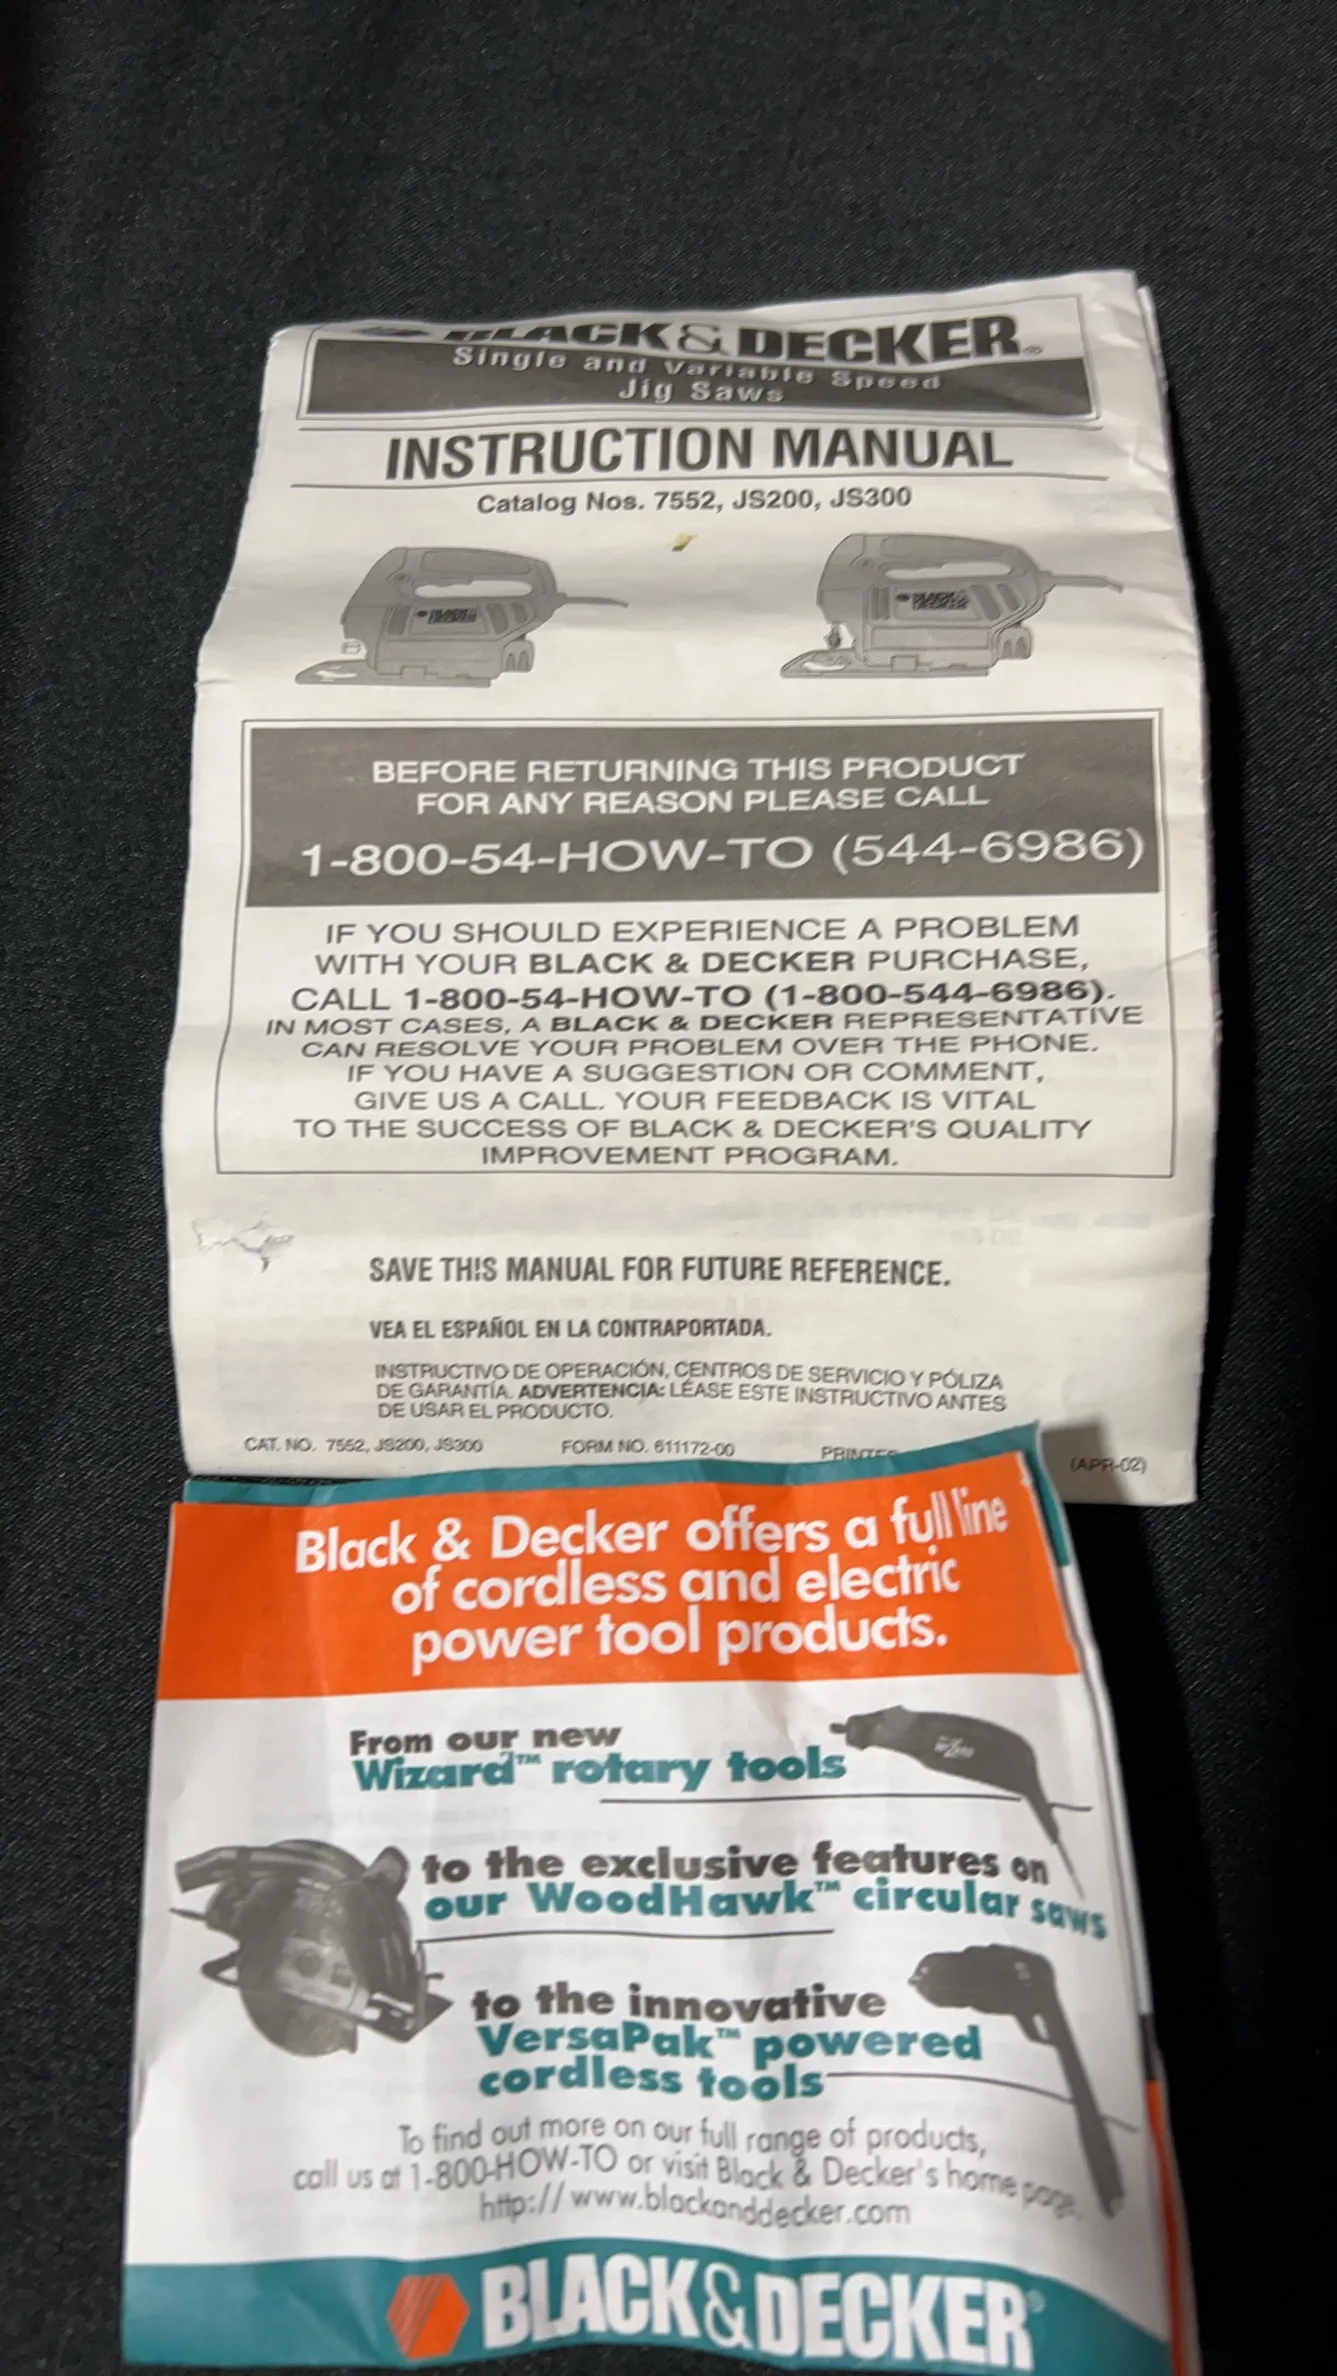 BLACK & DECKER®
Single and Variable Speed
Jig Saws
INSTRUCTION MANUAL
Catalog Nos. 7552, JS200, JS300
BLACK & DECKER
BLACK & DECKER
BEFORE RETURNING THIS PRODUCT
FOR ANY REASON PLEASE CALL
1-800-54-HOW-TO (544-6986)
IF YOU SHOULD EXPERIENCE A PROBLEM
WITH YOUR BLACK & DECKER PURCHASE,
CALL 1-800-54-HOW-TO (1-800-544-6986).
IN MOST CASES, A BLACK & DECKER REPRESENTATIVE
CAN RESOLVE YOUR PROBLEM OVER THE PHONE.
IF YOU HAVE A SUGGESTION OR COMMENT,
GIVE US A CALL. YOUR FEEDBACK IS VITAL
TO THE SUCCESS OF BLACK & DECKER'S QUALITY
IMPROVEMENT PROGRAM.
SAVE THIS MANUAL FOR FUTURE REFERENCE.
VEA EL ESPAÑOL EN LA CONTRAPORTADA.
INSTRUCTIVO DE OPERACIÓN, CENTROS DE SERVICIO Y PÓLIZA
DE GARANTÍA. ADVERTENCIA: LÉASE ESTE INSTRUCTIVO ANTES
DE USAR EL PRODUCTO.
CAT. NO. 7552, JS200, JS300 FORM NO. 611172-00 PRINTE (APR-02)
Black & Decker offers a full line
of cordless and electric
power tool products.
From our new
Wizard™ rotary tools
to the exclusive features on
our WoodHawk™ circular saws
to the innovative
VersaPak™ powered
cordless tools
To find out more on our full range of products,
call us at 1-800-HOW-TO or visit Black & Decker's home page.
http://www.blackanddecker.com
BLACK & DECKER®